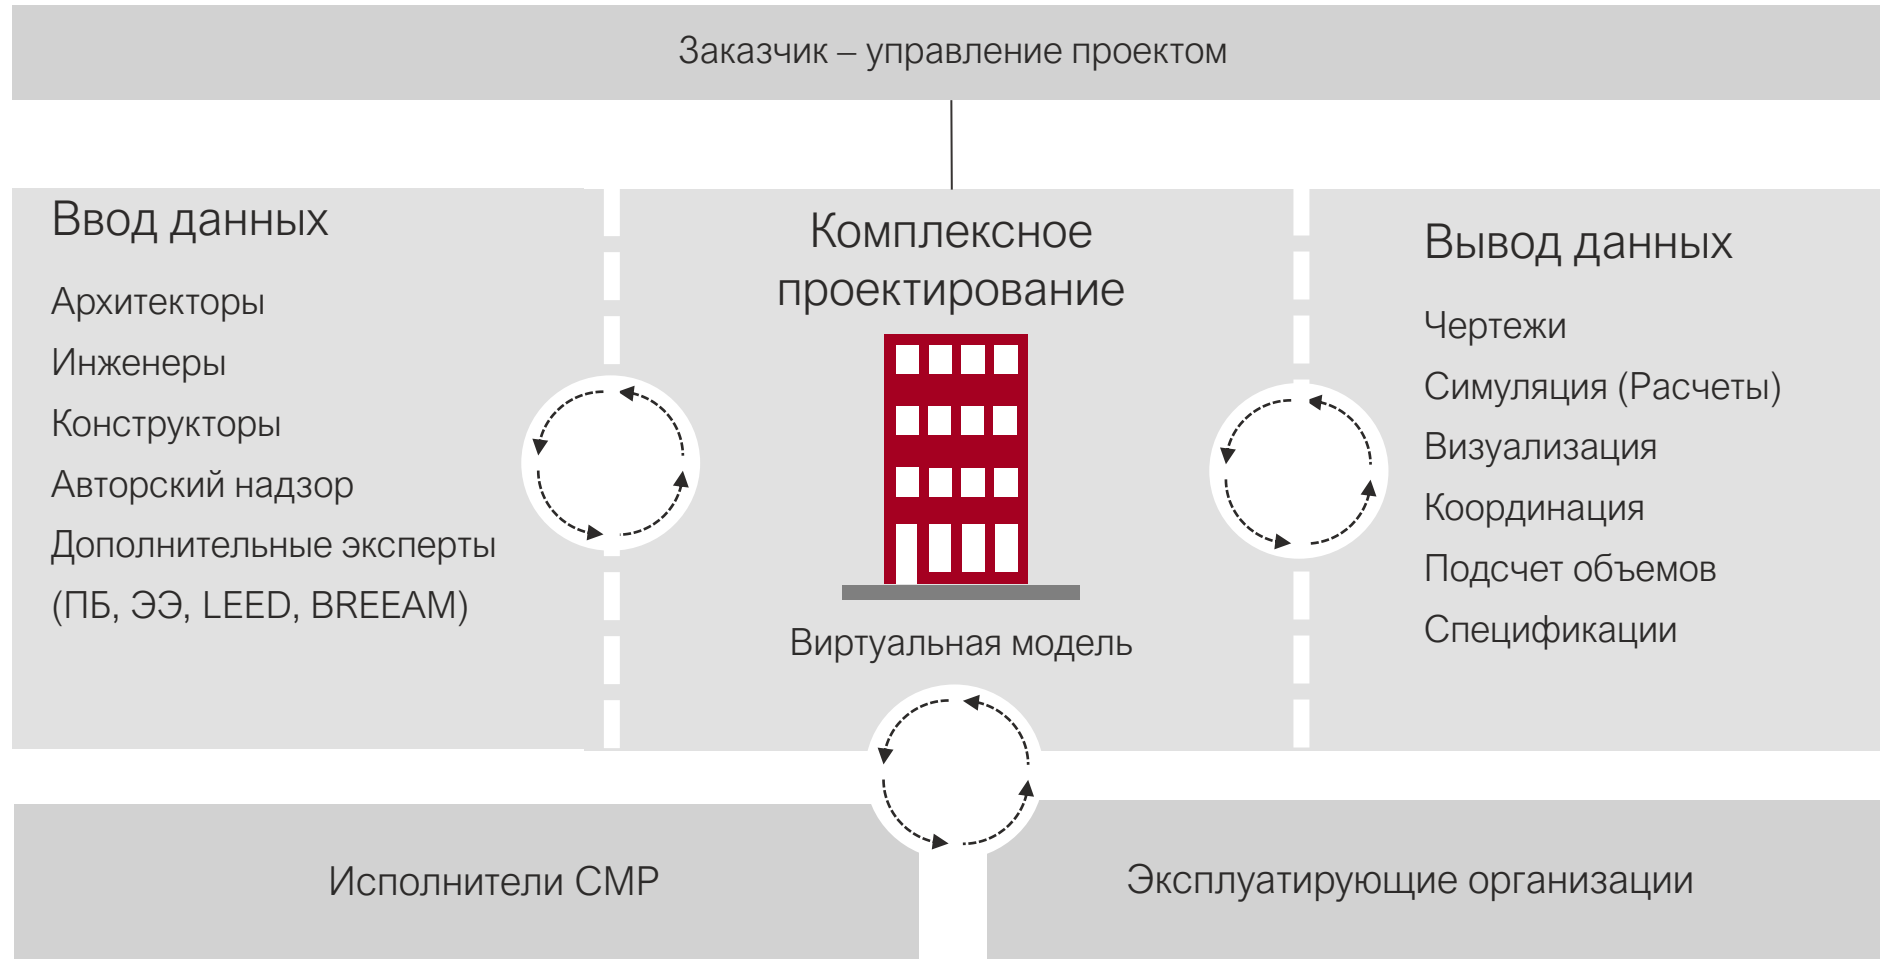 Заказчик – управление проектом
Ввод данных
Архитекторы
Инженеры
Конструкторы
Авторский надзор
Дополнительные эксперты
(ПБ, ЭЭ, LEED, BREEAM)
Комплексное
проектирование
Виртуальная модель
Вывод данных
Чертежи
Симуляция (Расчеты)
Визуализация
Координация
Подсчет объемов
Спецификации
Исполнители СМР
Эксплуатирующие организации